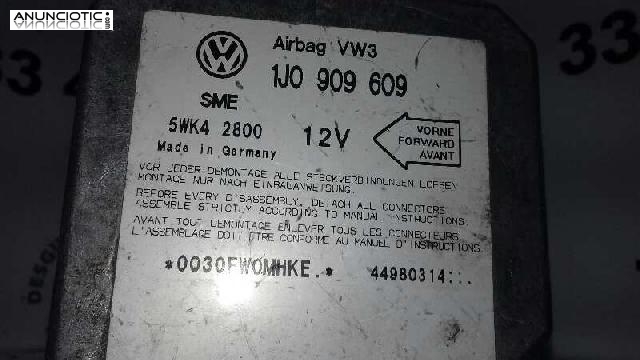 ANUNCIOTIC.es
Airbag VW3
1J0 909 609
SME
5WK4 2800
12V
Made in Germany
VORNE
FORWARD
AVANT
VOR JEDER DEMONTAGE ALLE STECKVERBINDUNGEN
MONTAGE NUR NACH EINBAUANWEISUNG.
BEFORE EVERY DISASSEMBLY, DETACH ALL CONNECTORS
ASSEMBLE STRICTLY ACCORDING TO MANUAL INSTRUCTIONS.
AVANT TOUT DEMONTAGE ENLEVER TOUS LES CONNECTEURS.
L'ASSEMBLAGE DOIT ETRE CONFORME AU MANUEL D'INSTRUCTIONS.
*0030FW0MHKE.*
44980314